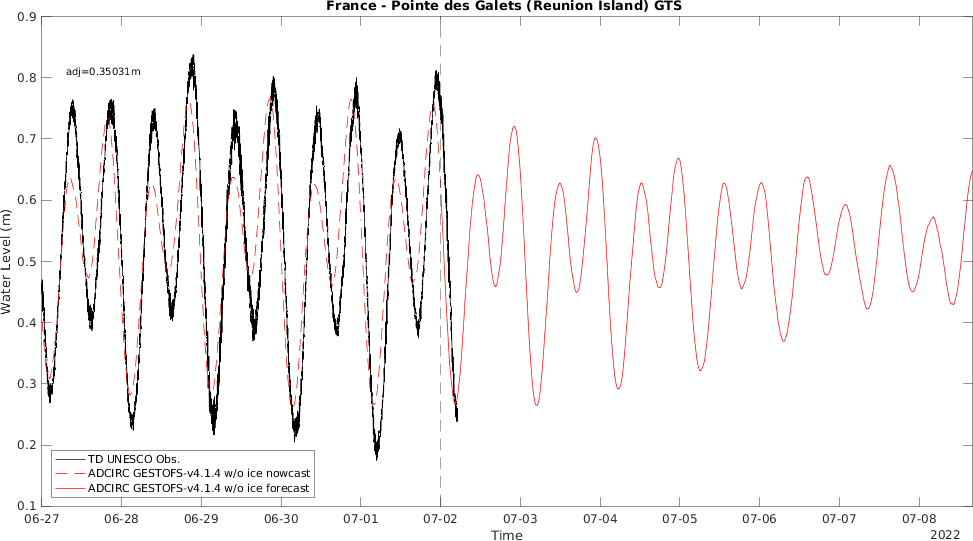 France - Pointe des Galets (Reunion Island) GTS
0.9
0.8
0.7
0.6
0.5
0.4
0.3
0.2
0.1
Water Level (m)
adj=0.35031m
TD UNESCO Obs.
ADCIRC GESTOFS-v4.1.4 w/o ice nowcast
ADCIRC GESTOFS-v4.1.4 w/o ice forecast
06-27 06-28 06-29 06-30 07-01 07-02 07-03 07-04 07-05 07-06 07-07 07-08
Time
2022